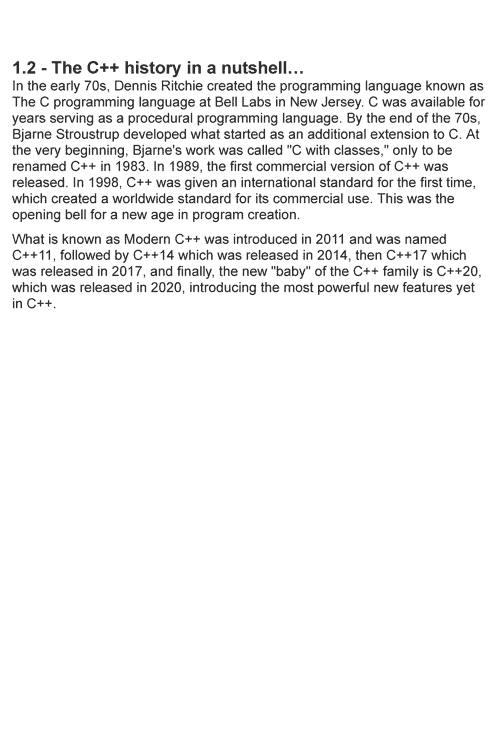 1.2 - The C++ history in a nutshell…
In the early 70s, Dennis Ritchie created the programming language known as
The C programming language at Bell Labs in New Jersey. C was available for
years serving as a procedural programming language. By the end of the 70s,
Bjarne Stroustrup developed what started as an additional extension to C. At
the very beginning, Bjarne's work was called "C with classes," only to be
renamed C++ in 1983. In 1989, the first commercial version of C++ was
released. In 1998, C++ was given an international standard for the first time,
which created a worldwide standard for its commercial use. This was the
opening bell for a new age in program creation.
What is known as Modern C++ was introduced in 2011 and was named
C++11, followed by C++14 which was released in 2014, then C++17 which
was released in 2017, and finally, the new "baby" of the C++ family is C++20,
which was released in 2020, introducing the most powerful new features yet
in C++.